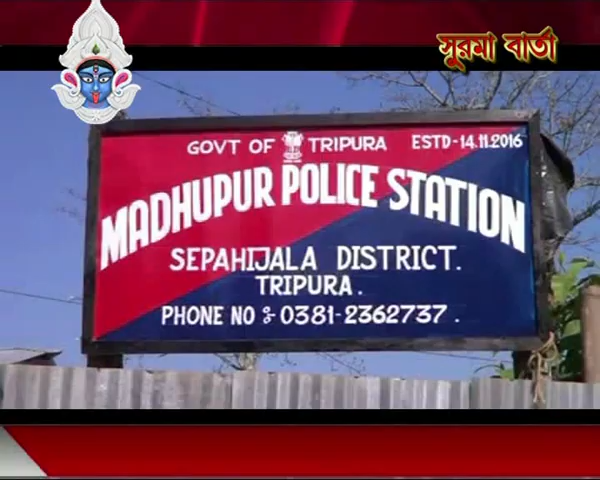 সুরমা বার্তা
GOVT OF TRIPURA ESTD-14.11.2016
MADHUPUR POLICE STATION
SEPAHIJALA DISTRICT.
TRIPURA.
PHONE NO ঃ- 0381-2362737.